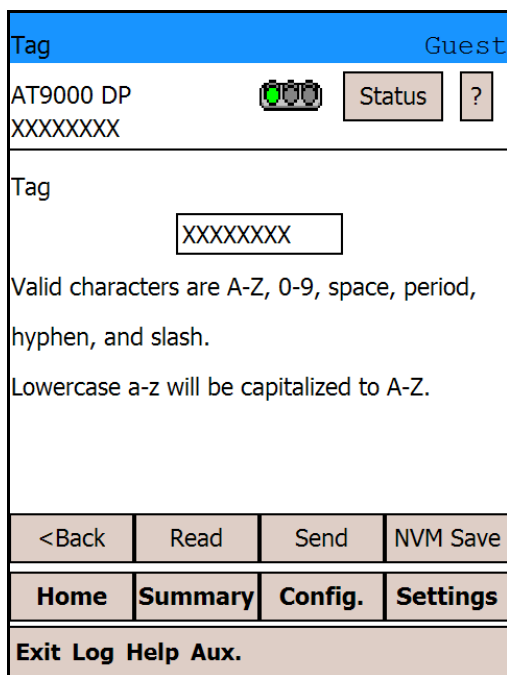 Tag Guest
AT9000 DP Status ?
XXXXXXXX
Tag
XXXXXXXX
Valid characters are A-Z, 0-9, space, period,
hyphen, and slash.
Lowercase a-z will be capitalized to A-Z.
<Back Read Send NVM Save
Home Summary Config. Settings
Exit Log Help Aux.